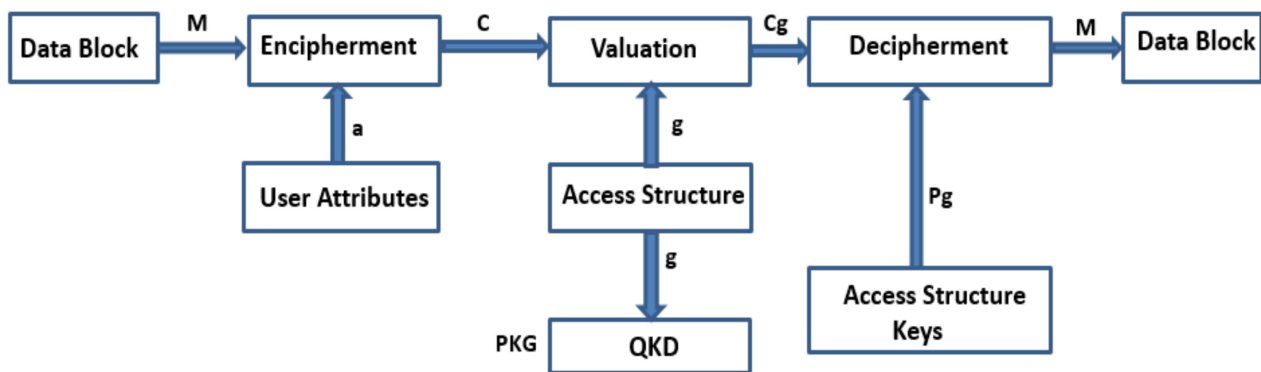 M
C
Cg
M
Data Block
Encipherment
Valuation
Decipherment
Data Block
a
g
User Attributes
Access Structure
Pg
g
Access Structure
Keys
PKG
QKD